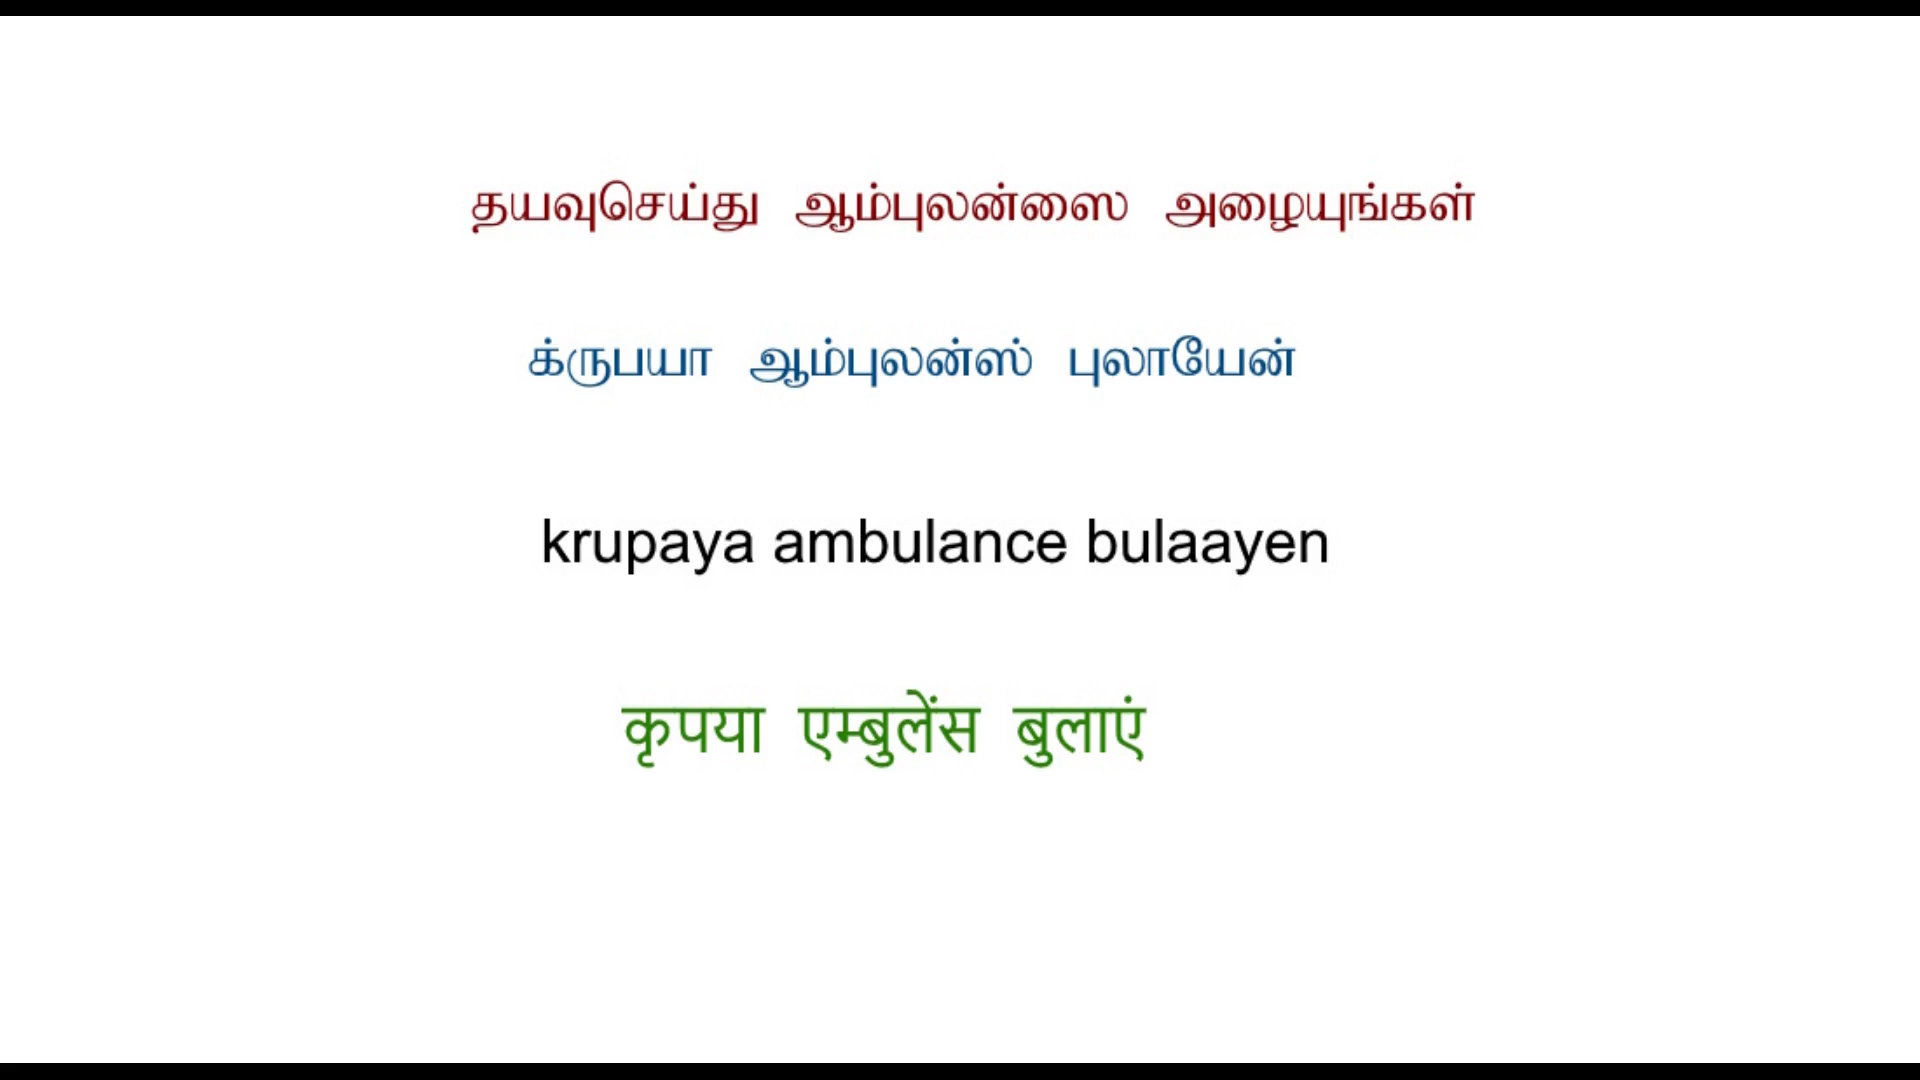 தயவுசெய்து ஆம்புலன்ஸை அழையுங்கள்
க்ருபயா ஆம்புலன்ஸ் புலாயேன்
krupaya ambulance bulaayen
कृपया एम्बुलेंस बुलाएं